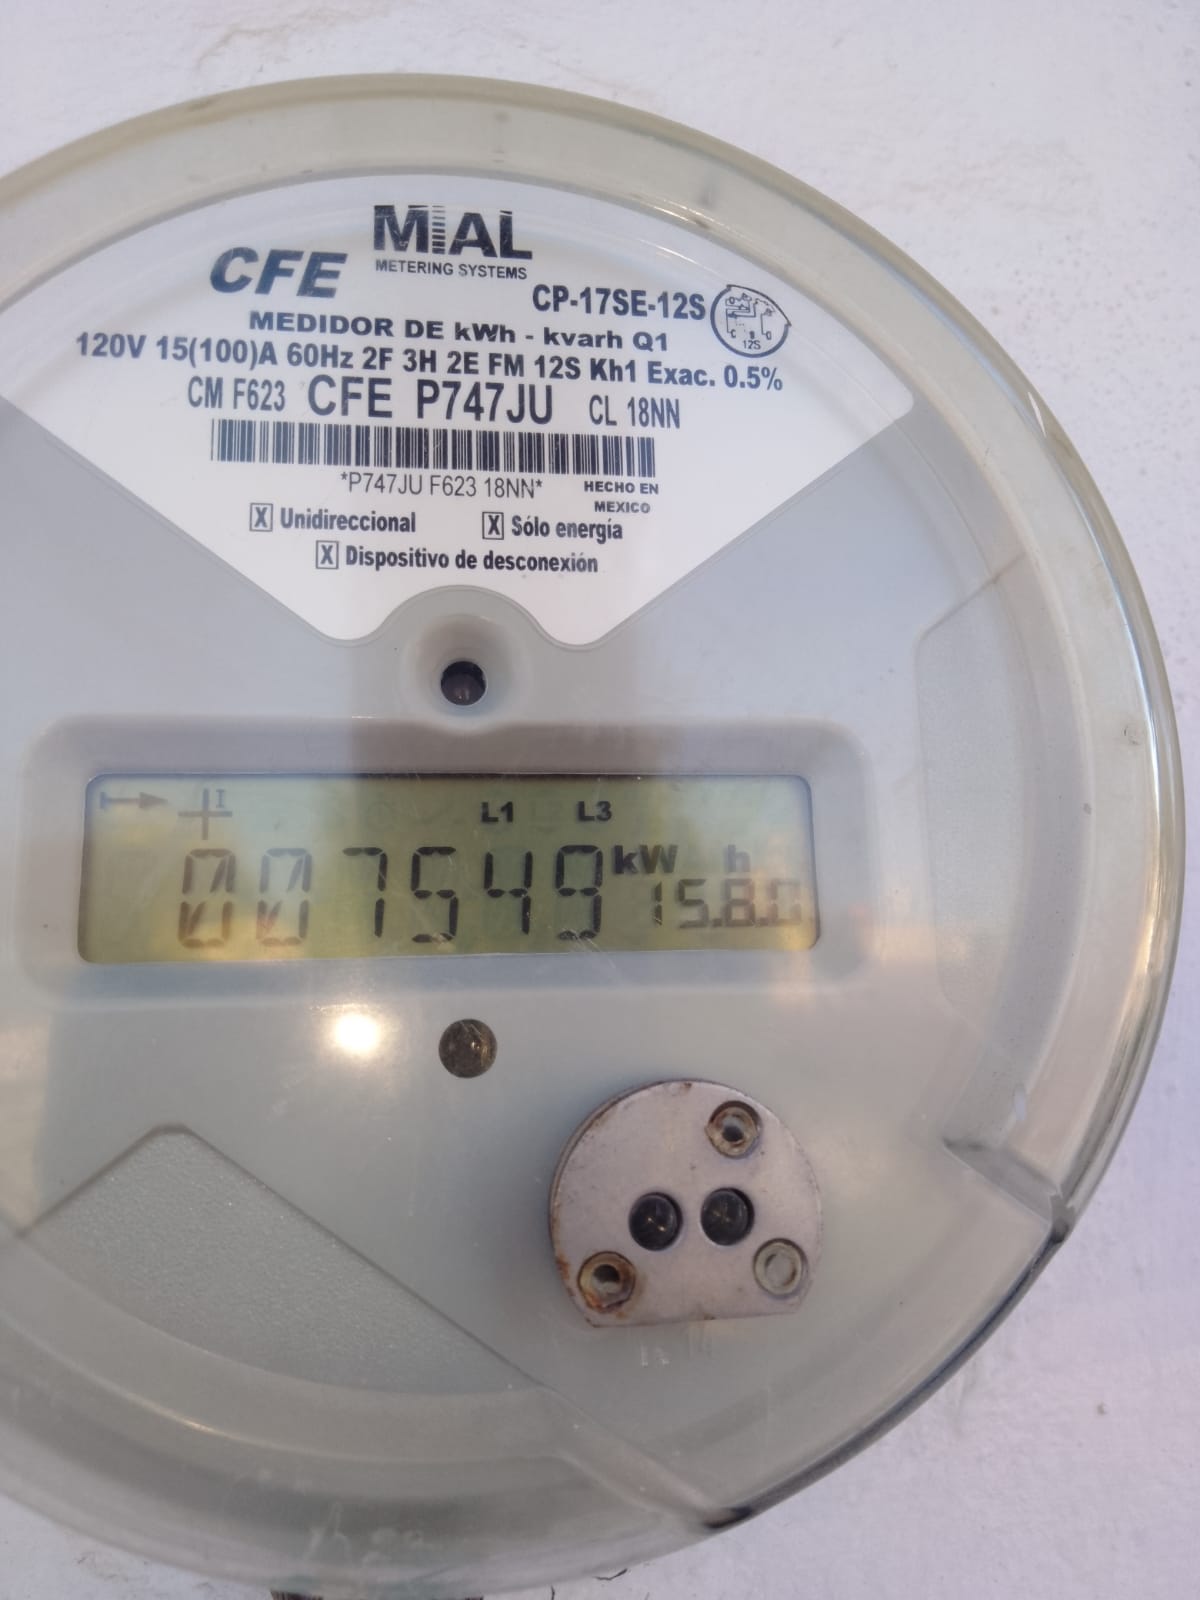 MIAL
METERING SYSTEMS
CFE
CP-17SE-12S
12S
MEDIDOR DE kWh - kvarh Q1
120V 15(100)A 60Hz 2F 3H 2E FM 12S Kh1 Exac. 0.5%
CM F623 CFE P747JU CL 18NN
*P747JU F623 18NN*
HECHO EN
MEXICO
X Unidireccional X Sólo energía
X Dispositivo de desconexión
L1 L3
007549 kWh 15.8.0